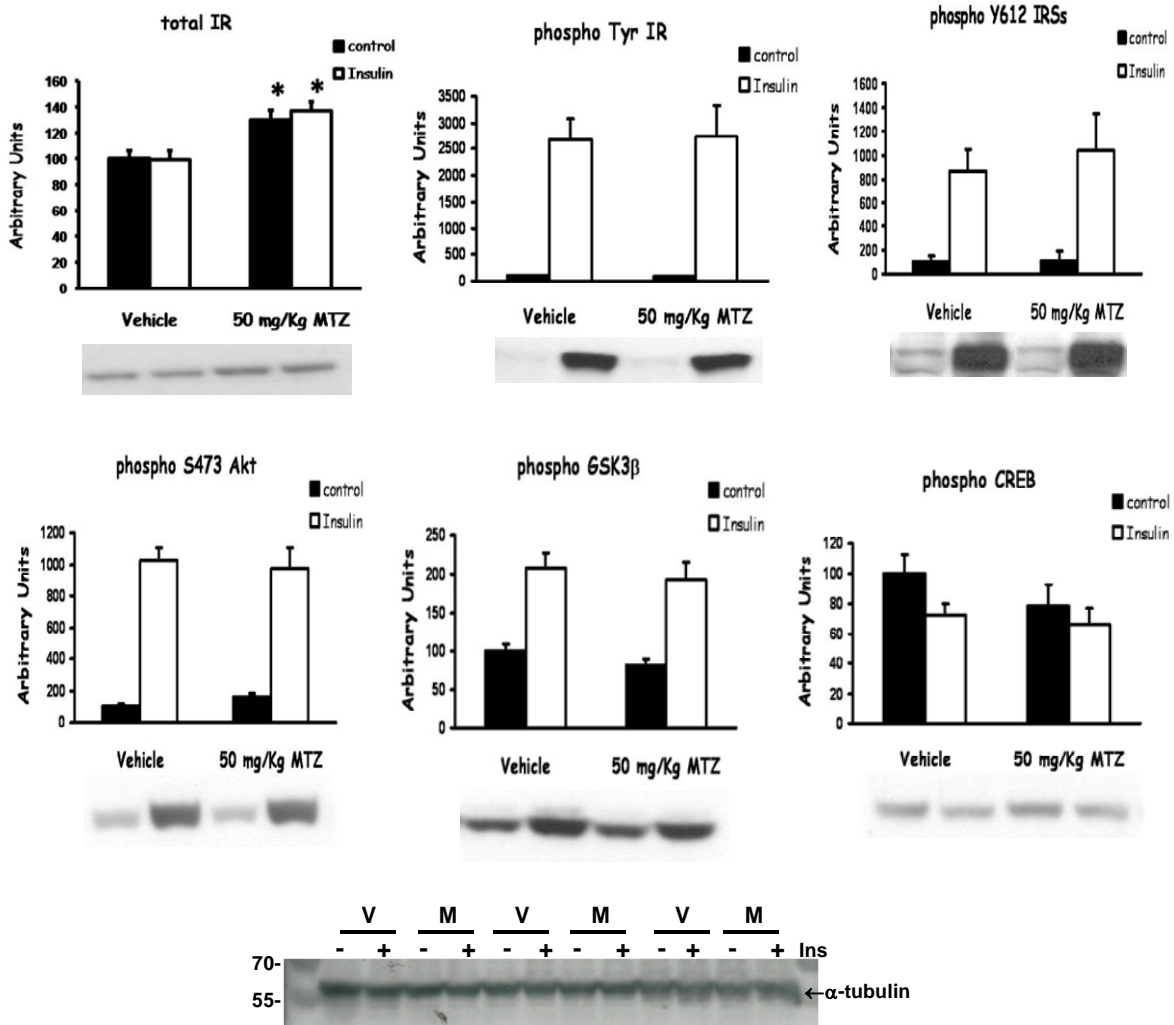 total IR
control
Insulin
Arbitrary Units
160
140
120
100
80
60
40
20
0
Vehicle 50 mg/Kg MTZ
phospho Tyr IR
control
Insulin
Arbitrary Units
3500
3000
2500
2000
1500
1000
500
0
Vehicle 50 mg/Kg MTZ
phospho Y612 IRSs
control
Insulin
Arbitrary Units
1600
1400
1200
1000
800
600
400
200
0
Vehicle 50 mg/Kg MTZ
* *
phospho S473 Akt
control
Insulin
Arbitrary Units
1200
1000
800
600
400
200
0
Vehicle 50 mg/Kg MTZ
phospho GSK3β
control
Insulin
Arbitrary Units
250
200
150
100
50
0
Vehicle 50 mg/Kg MTZ
phospho CREB
control
Insulin
Arbitrary Units
120
100
80
60
40
20
0
Vehicle 50 mg/Kg MTZ
V M V M V M
- + - + - + - + - + - + Ins
70-
55-
←α-tubulin